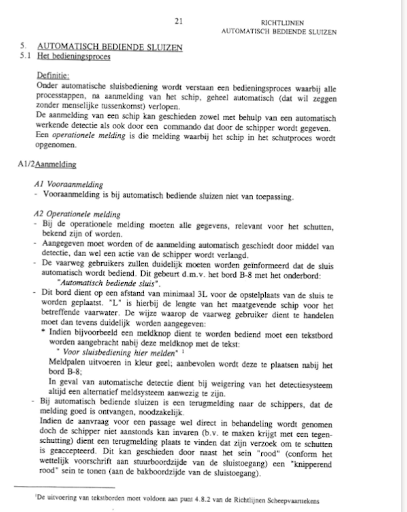 21
RICHTLIJNEN
AUTOMATISCH BEDIENDE SLUIZEN
5. AUTOMATISCH BEDIENDE SLUIZEN
5.1 Het bedieningsproces
Definitie:
Onder automatische sluisbediening wordt verstaan een bedieningsproces waarbij alle
processtappen, na aanmelding van het schip, geheel automatisch (dat wil zeggen
zonder menselijke tussenkomst) verlopen.
De aanmelding van een schip kan geschieden zowel met behulp van een automatisch
werkende detectie als ook door een commando dat door de schipper wordt gegeven.
Een operationele melding is die melding waarbij het schip in het schutproces wordt
opgenomen.
A1/2 Aanmelding
A1 Vooraanmelding
- Vooraanmelding is bij automatisch bediende sluizen niet van toepassing.
A2 Operationele melding
- Bij de operationele melding moeten alle gegevens, relevant voor het schutten,
bekend zijn of worden.
- Aangegeven moet worden of de aanmelding automatisch geschiedt door middel van
detectie, dan wel een actie van de schipper wordt verlangd.
- De vaarweg gebruikers zullen duidelijk moeten worden geïnformeerd dat de sluis
automatisch wordt bediend. Dit gebeurt d.m.v. het bord B-8 met het onderbord:
"Automatisch bediende sluis".
- Dit bord dient op een afstand van minimaal 3L voor de opstelplaats van de sluis te
worden geplaatst. "L" is hierbij de lengte van het maatgevende schip voor het
betreffende vaarwater. De wijze waarop de vaarweg gebruiker dient te handelen
moet dan tevens duidelijk worden aangegeven:
* Indien bijvoorbeeld een meldknop dient te worden bediend moet een tekstbord
worden aangebracht nabij deze meldknop met de tekst:
" Voor sluisbediening hier melden" 1
Meldpalen uitvoeren in kleur geel; aanbevolen wordt deze te plaatsen nabij het
bord B-8;
In geval van automatische detectie dient bij weigering van het detectiesysteem
altijd een alternatief meldsysteem aanwezig te zijn.
- Bij automatisch bediende sluizen is een terugmelding naar de schippers, dat de
melding goed is ontvangen, noodzakelijk.
Indien de aanvraag voor een passage wel direct in behandeling wordt genomen
doch de schipper niet aanstonds kan invaren (b.v. te maken krijgt met een tegen-
schutting) dient een terugmelding plaats te vinden dat zijn verzoek om te schutten
is geaccepteerd. Dit kan geschieden door naast het sein "rood" (conform het
wettelijk voorschrift aan stuurboordzijde van de sluistoegang) een "knipperend
rood" sein te tonen (aan de bakboordzijde van de sluistoegang).
1De uitvoering van tekstborden moet voldoen aan punt 4.8.2 van de Richtlijnen Scheepvaarttekens